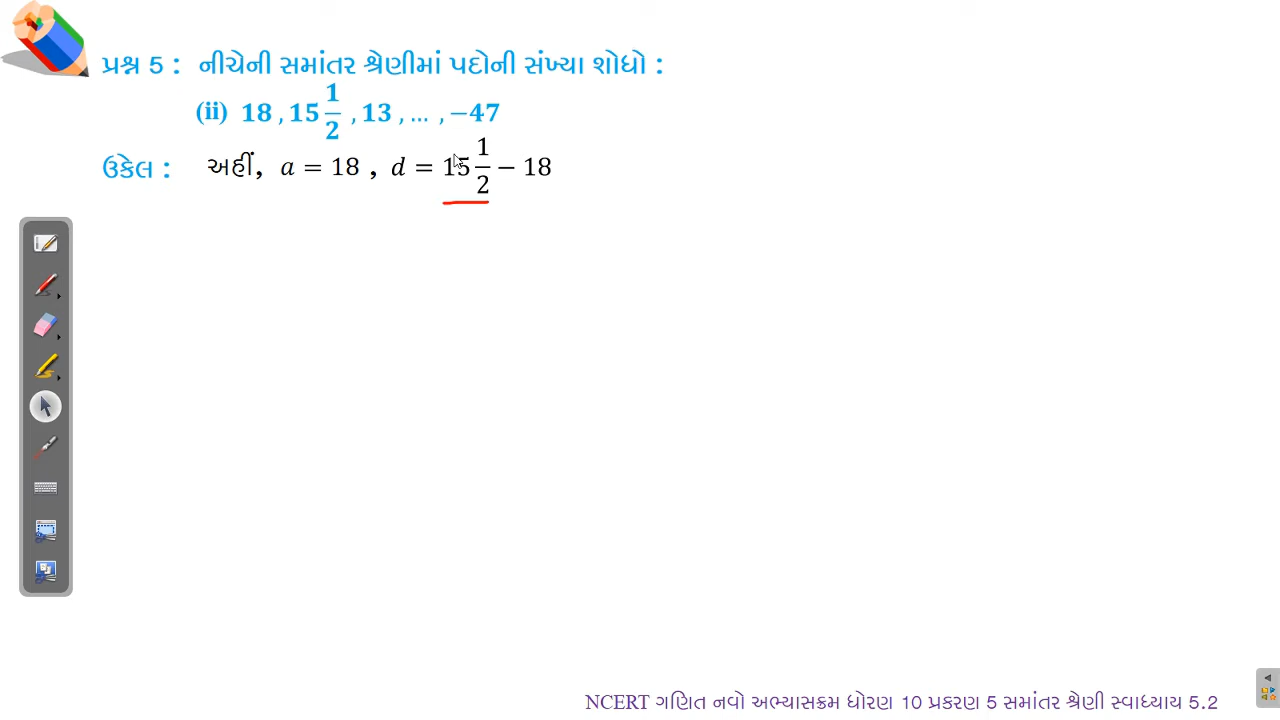 પ્રશ્ન 5 : નીચેની સમાંતર શ્રેણીમાં પદોની સંખ્યા શોધો :
(ii) 18 , 15 1/2 , 13 , ... , −47
ઉકેલ : અહીં, a = 18 , d = 15 1/2 − 18
NCERT ગણિત નવો અભ્યાસક્રમ ધોરણ 10 પ્રકરણ 5 સમાંતર શ્રેણી સ્વાધ્યાય 5.2